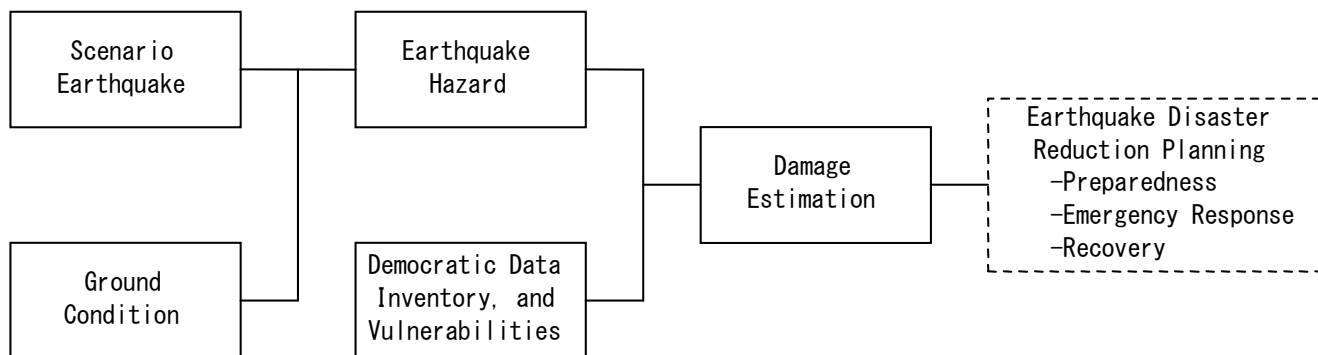 Scenario
Earthquake
Earthquake
Hazard
Ground
Condition
Democratic Data
Inventory, and
Vulnerabilities
Damage
Estimation
Earthquake Disaster
Reduction Planning
-Preparedness
-Emergency Response
-Recovery